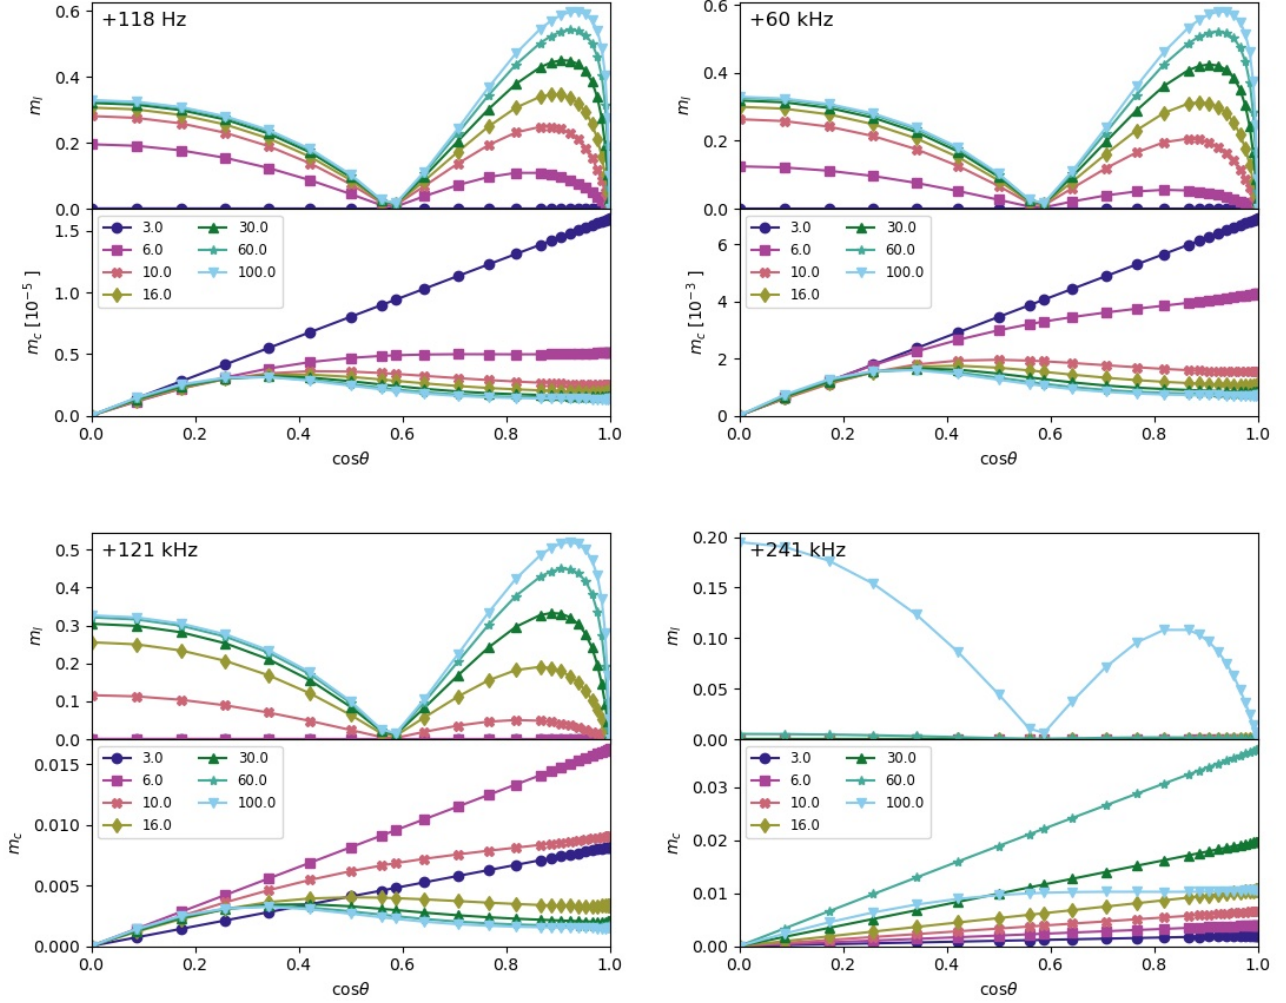 +118 Hz
m_l
0.6
0.4
0.2
0.0
3.0 30.0
6.0 60.0
10.0 100.0
16.0
m_c [10^{-5}]
1.5
1.0
0.5
0.0
0.0 0.2 0.4 0.6 0.8 1.0
cosθ
+60 kHz
m_l
0.6
0.4
0.2
0.0
3.0 30.0
6.0 60.0
10.0 100.0
16.0
m_c [10^{-3}]
6
4
2
0
0.0 0.2 0.4 0.6 0.8 1.0
cosθ
+121 kHz
m_l
0.5
0.4
0.3
0.2
0.1
0.0
3.0 30.0
6.0 60.0
10.0 100.0
16.0
m_c
0.015
0.010
0.005
0.000
0.0 0.2 0.4 0.6 0.8 1.0
cosθ
+241 kHz
m_l
0.20
0.15
0.10
0.05
0.00
3.0 30.0
6.0 60.0
10.0 100.0
16.0
m_c
0.03
0.02
0.01
0.00
0.0 0.2 0.4 0.6 0.8 1.0
cosθ